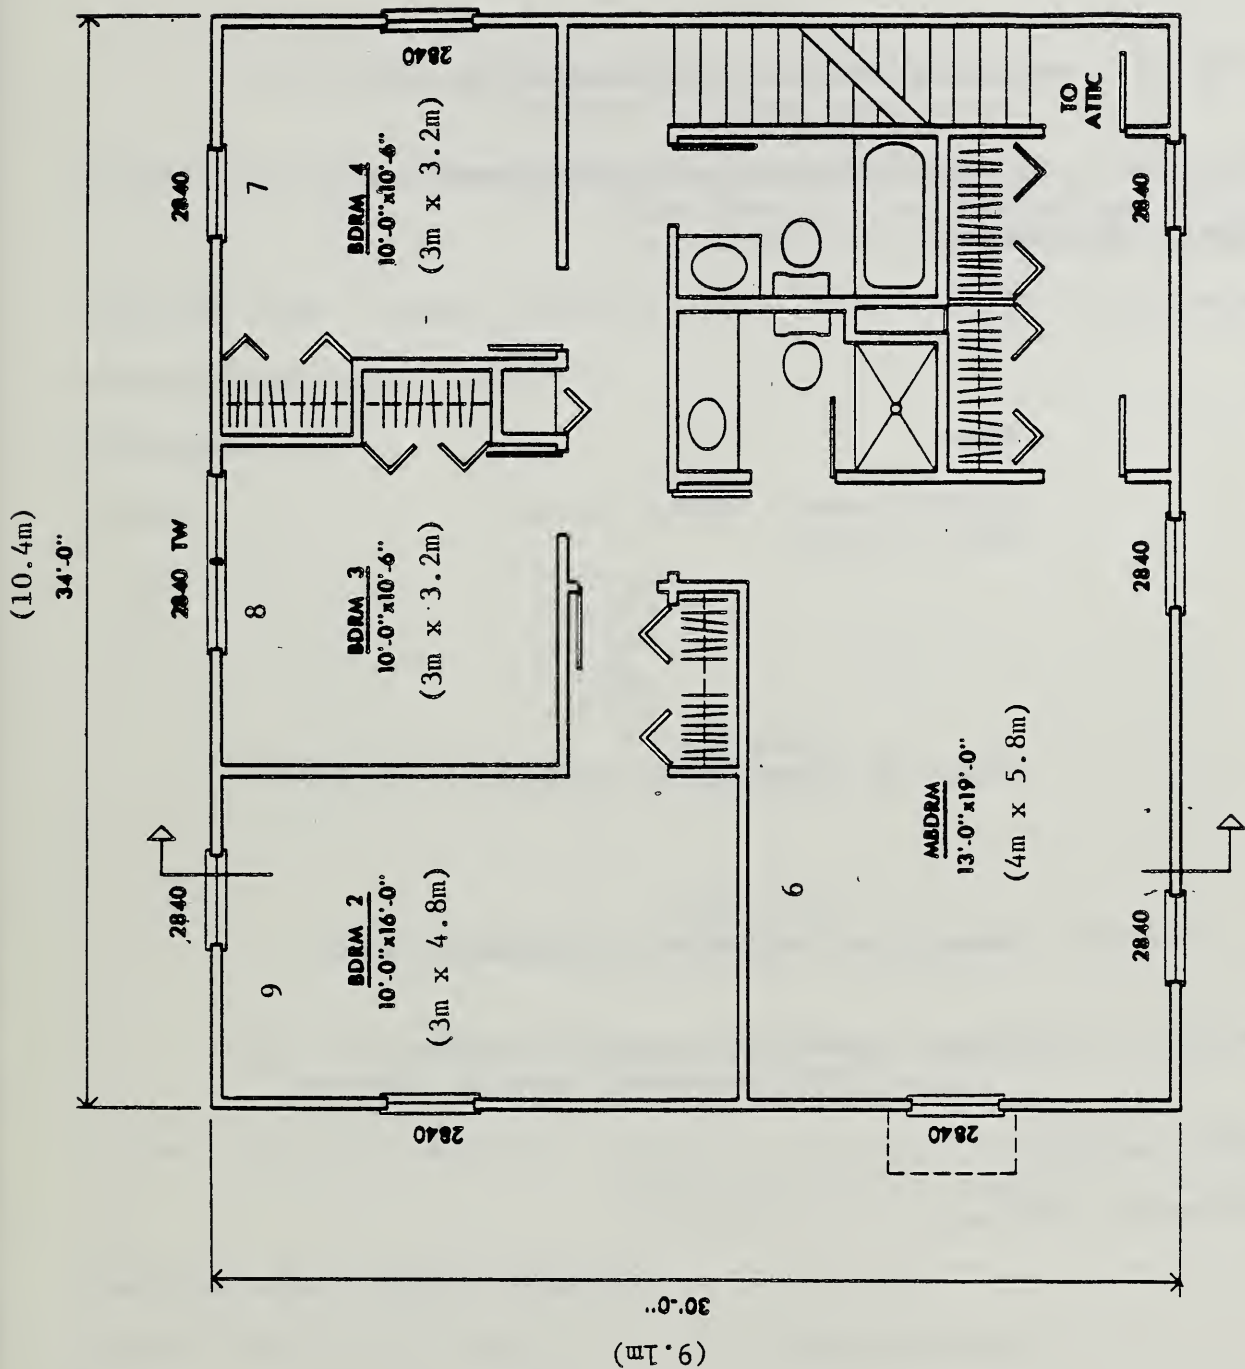 (10.4m)
34'-0"
2840
2840 TW
2840
2840
9
8
7
BDRM 2
10'-0"x16'-0"
(3m x 4.8m)
BDRM 3
10'-0"x10'-6"
(3m x 3.2m)
BDRM 4
10'-0"x10'-6"
(3m x 3.2m)
2840
30'-0"
(9.1m)
6
MBDRM
13'-0"x19'-0"
(4m x 5.8m)
2840
TO
ATTIC
2840
2840
2840